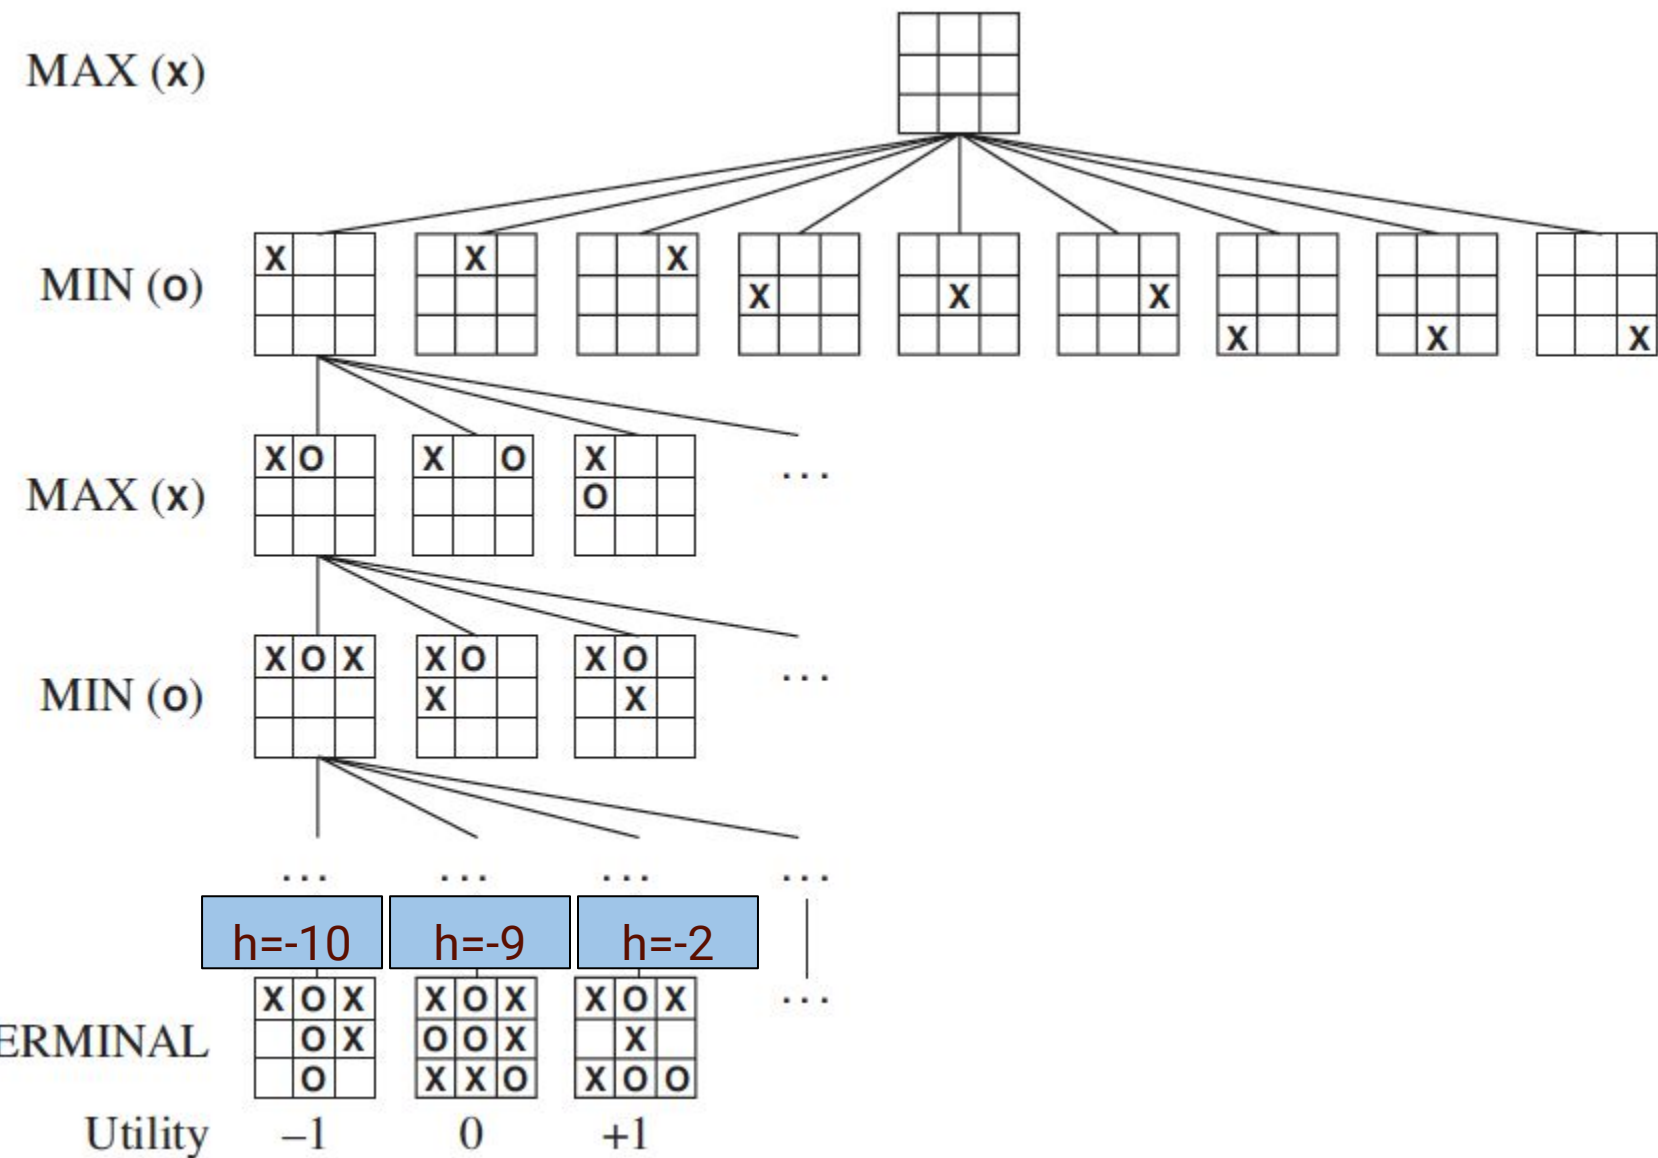 MAX (X)
MIN (O)
X X X X X X X X X
MAX (X)
X O X O X
O
...
MIN (O)
X O X X O X O
X X
...
... ... ... ...
h=-10 h=-9 h=-2
X O X X O X X O X ...
ERMINAL O X O O X X
O X X O X O O
Utility –1 0 +1